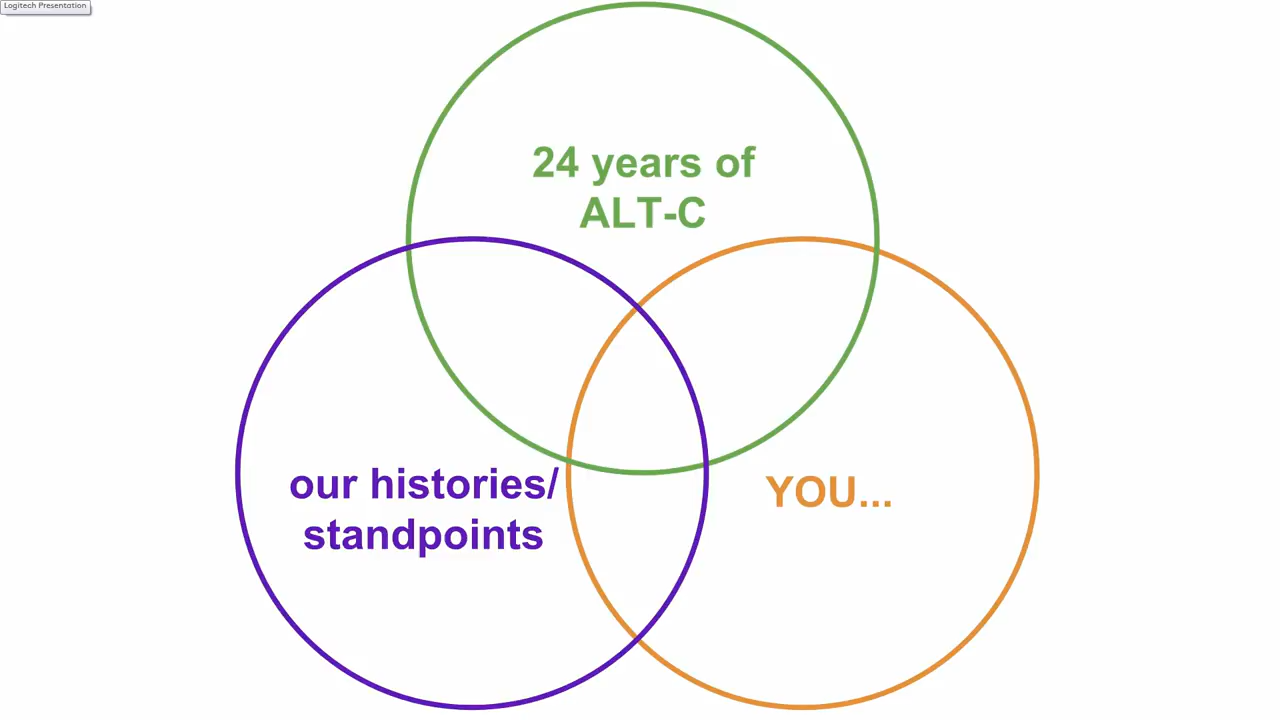 Logitech Presentation
24 years of
ALT-C
our histories/
standpoints
YOU...